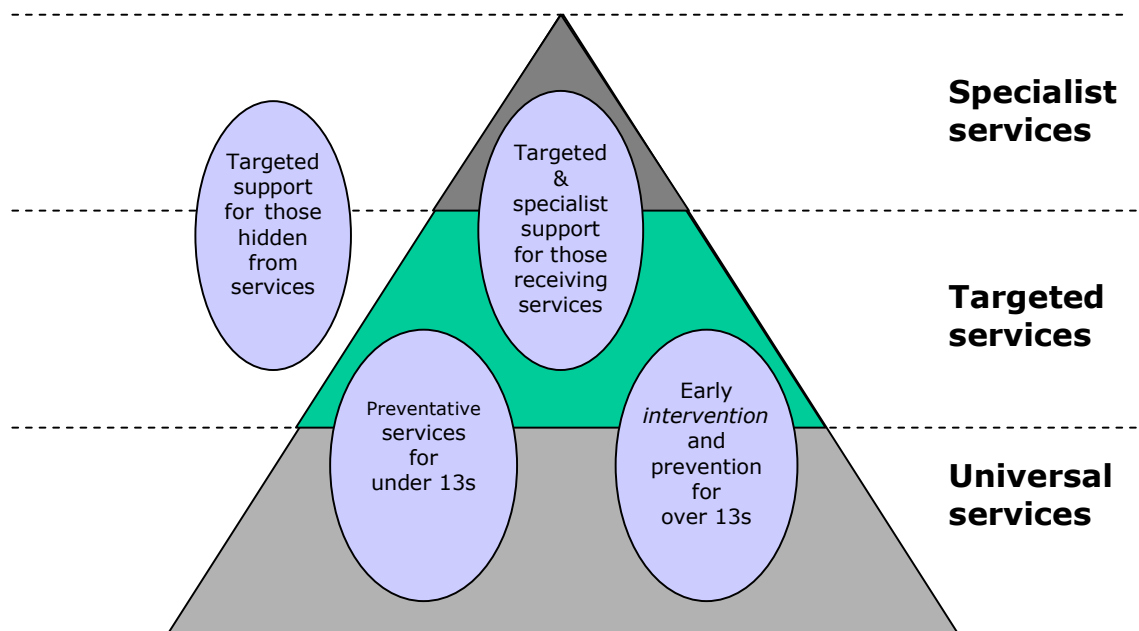 Specialist
services
Targeted
support
for those
hidden
from
services
Targeted
&
specialist
support
for those
receiving
services
Targeted
services
Preventative
services
for
under 13s
Early
intervention
and
prevention
for
over 13s
Universal
services